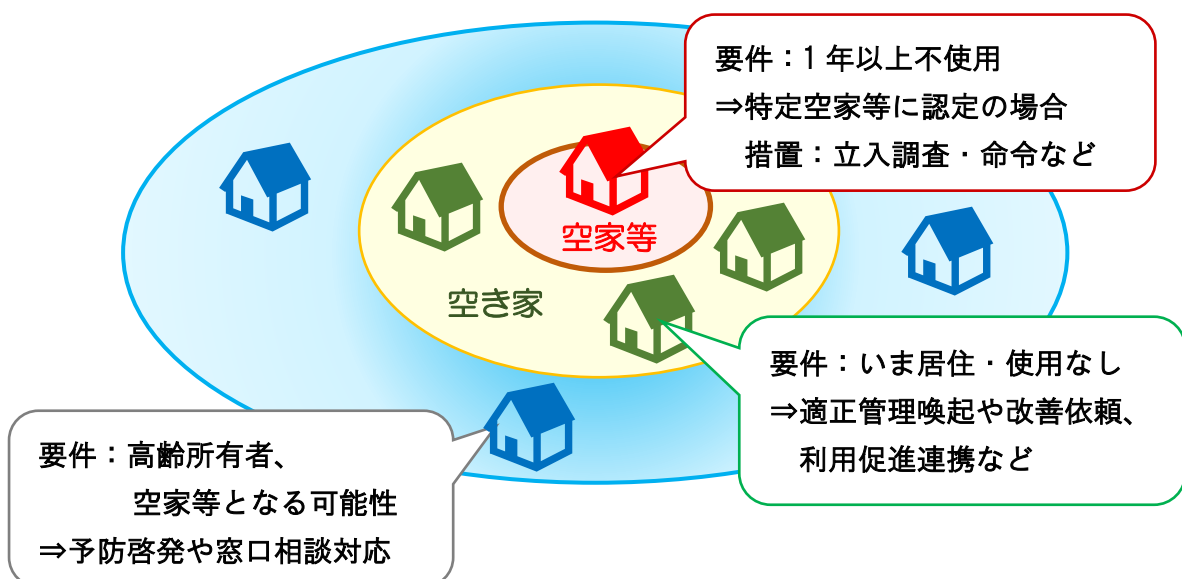 要件：1年以上不使用
⇒特定空家等に認定の場合
措置：立入調査・命令など
空家等
空き家
要件：いま居住・使用なし
⇒適正管理喚起や改善依頼、
利用促進連携など
要件：高齢所有者、
空家等となる可能性
⇒予防啓発や窓口相談対応